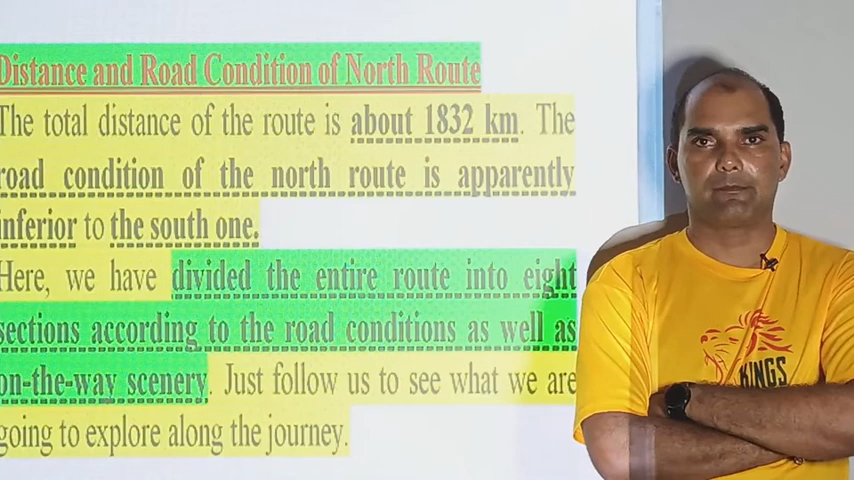 Distance and Road Condition of North Route
The total distance of the route is about 1832 km. The
road condition of the north route is apparently
inferior to the south one.
Here, we have divided the entire route into eight
sections according to the road conditions as well as
on-the-way scenery. Just follow us to see what we are
going to explore along the journey.
KINGS